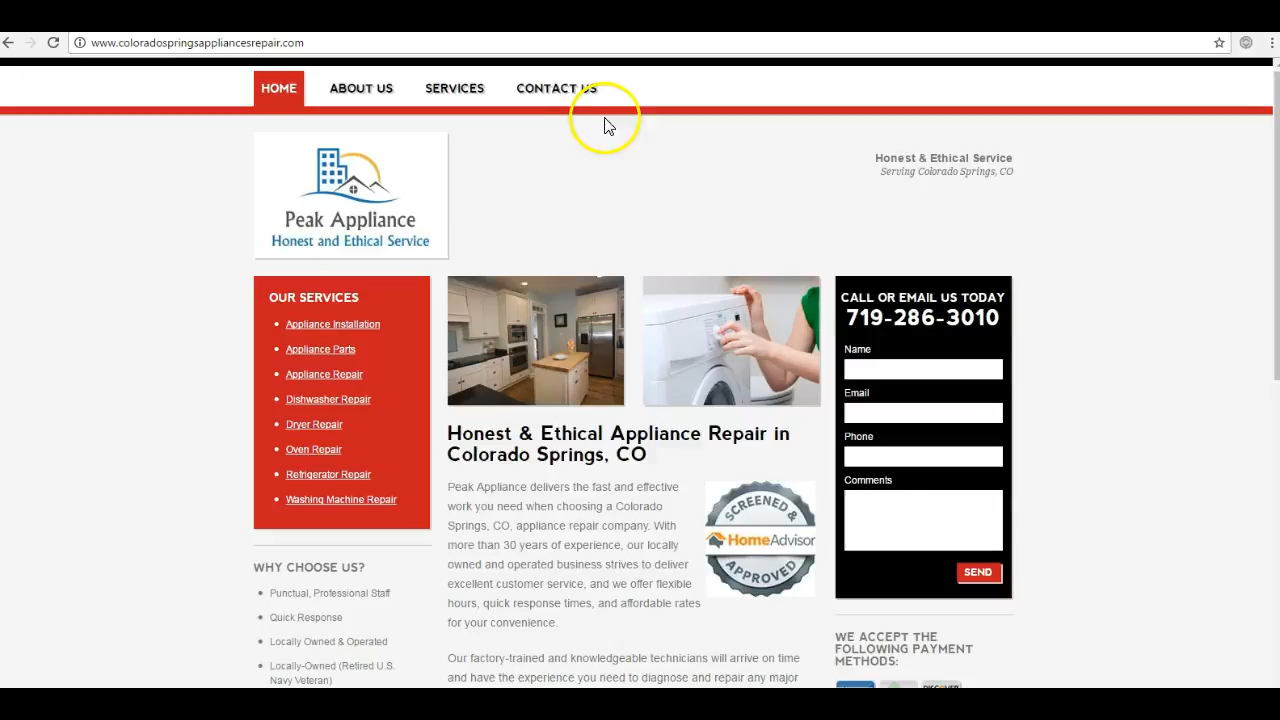 www.coloradospringsappliancesrepair.com
HOME
ABOUT US
SERVICES
CONTACT US
Peak Appliance
Honest and Ethical Service
Honest & Ethical Service
Serving Colorado Springs, CO
OUR SERVICES
Appliance Installation
Appliance Parts
Appliance Repair
Dishwasher Repair
Dryer Repair
Oven Repair
Refrigerator Repair
Washing Machine Repair
WHY CHOOSE US?
Punctual, Professional Staff
Quick Response
Locally Owned & Operated
Locally-Owned (Retired U.S.
Navy Veteran)
Honest & Ethical Appliance Repair in
Colorado Springs, CO
Peak Appliance delivers the fast and effective
work you need when choosing a Colorado
Springs, CO, appliance repair company. With
more than 30 years of experience, our locally
owned and operated business strives to deliver
excellent customer service, and we offer flexible
hours, quick response times, and affordable rates
for your convenience.
SCREENED &
HomeAdvisor
APPROVED
Our factory-trained and knowledgeable technicians will arrive on time
and have the experience you need to diagnose and repair any major
CALL OR EMAIL US TODAY
719-286-3010
Name
Email
Phone
Comments
SEND
WE ACCEPT THE
FOLLOWING PAYMENT
METHODS:
DISCOVER